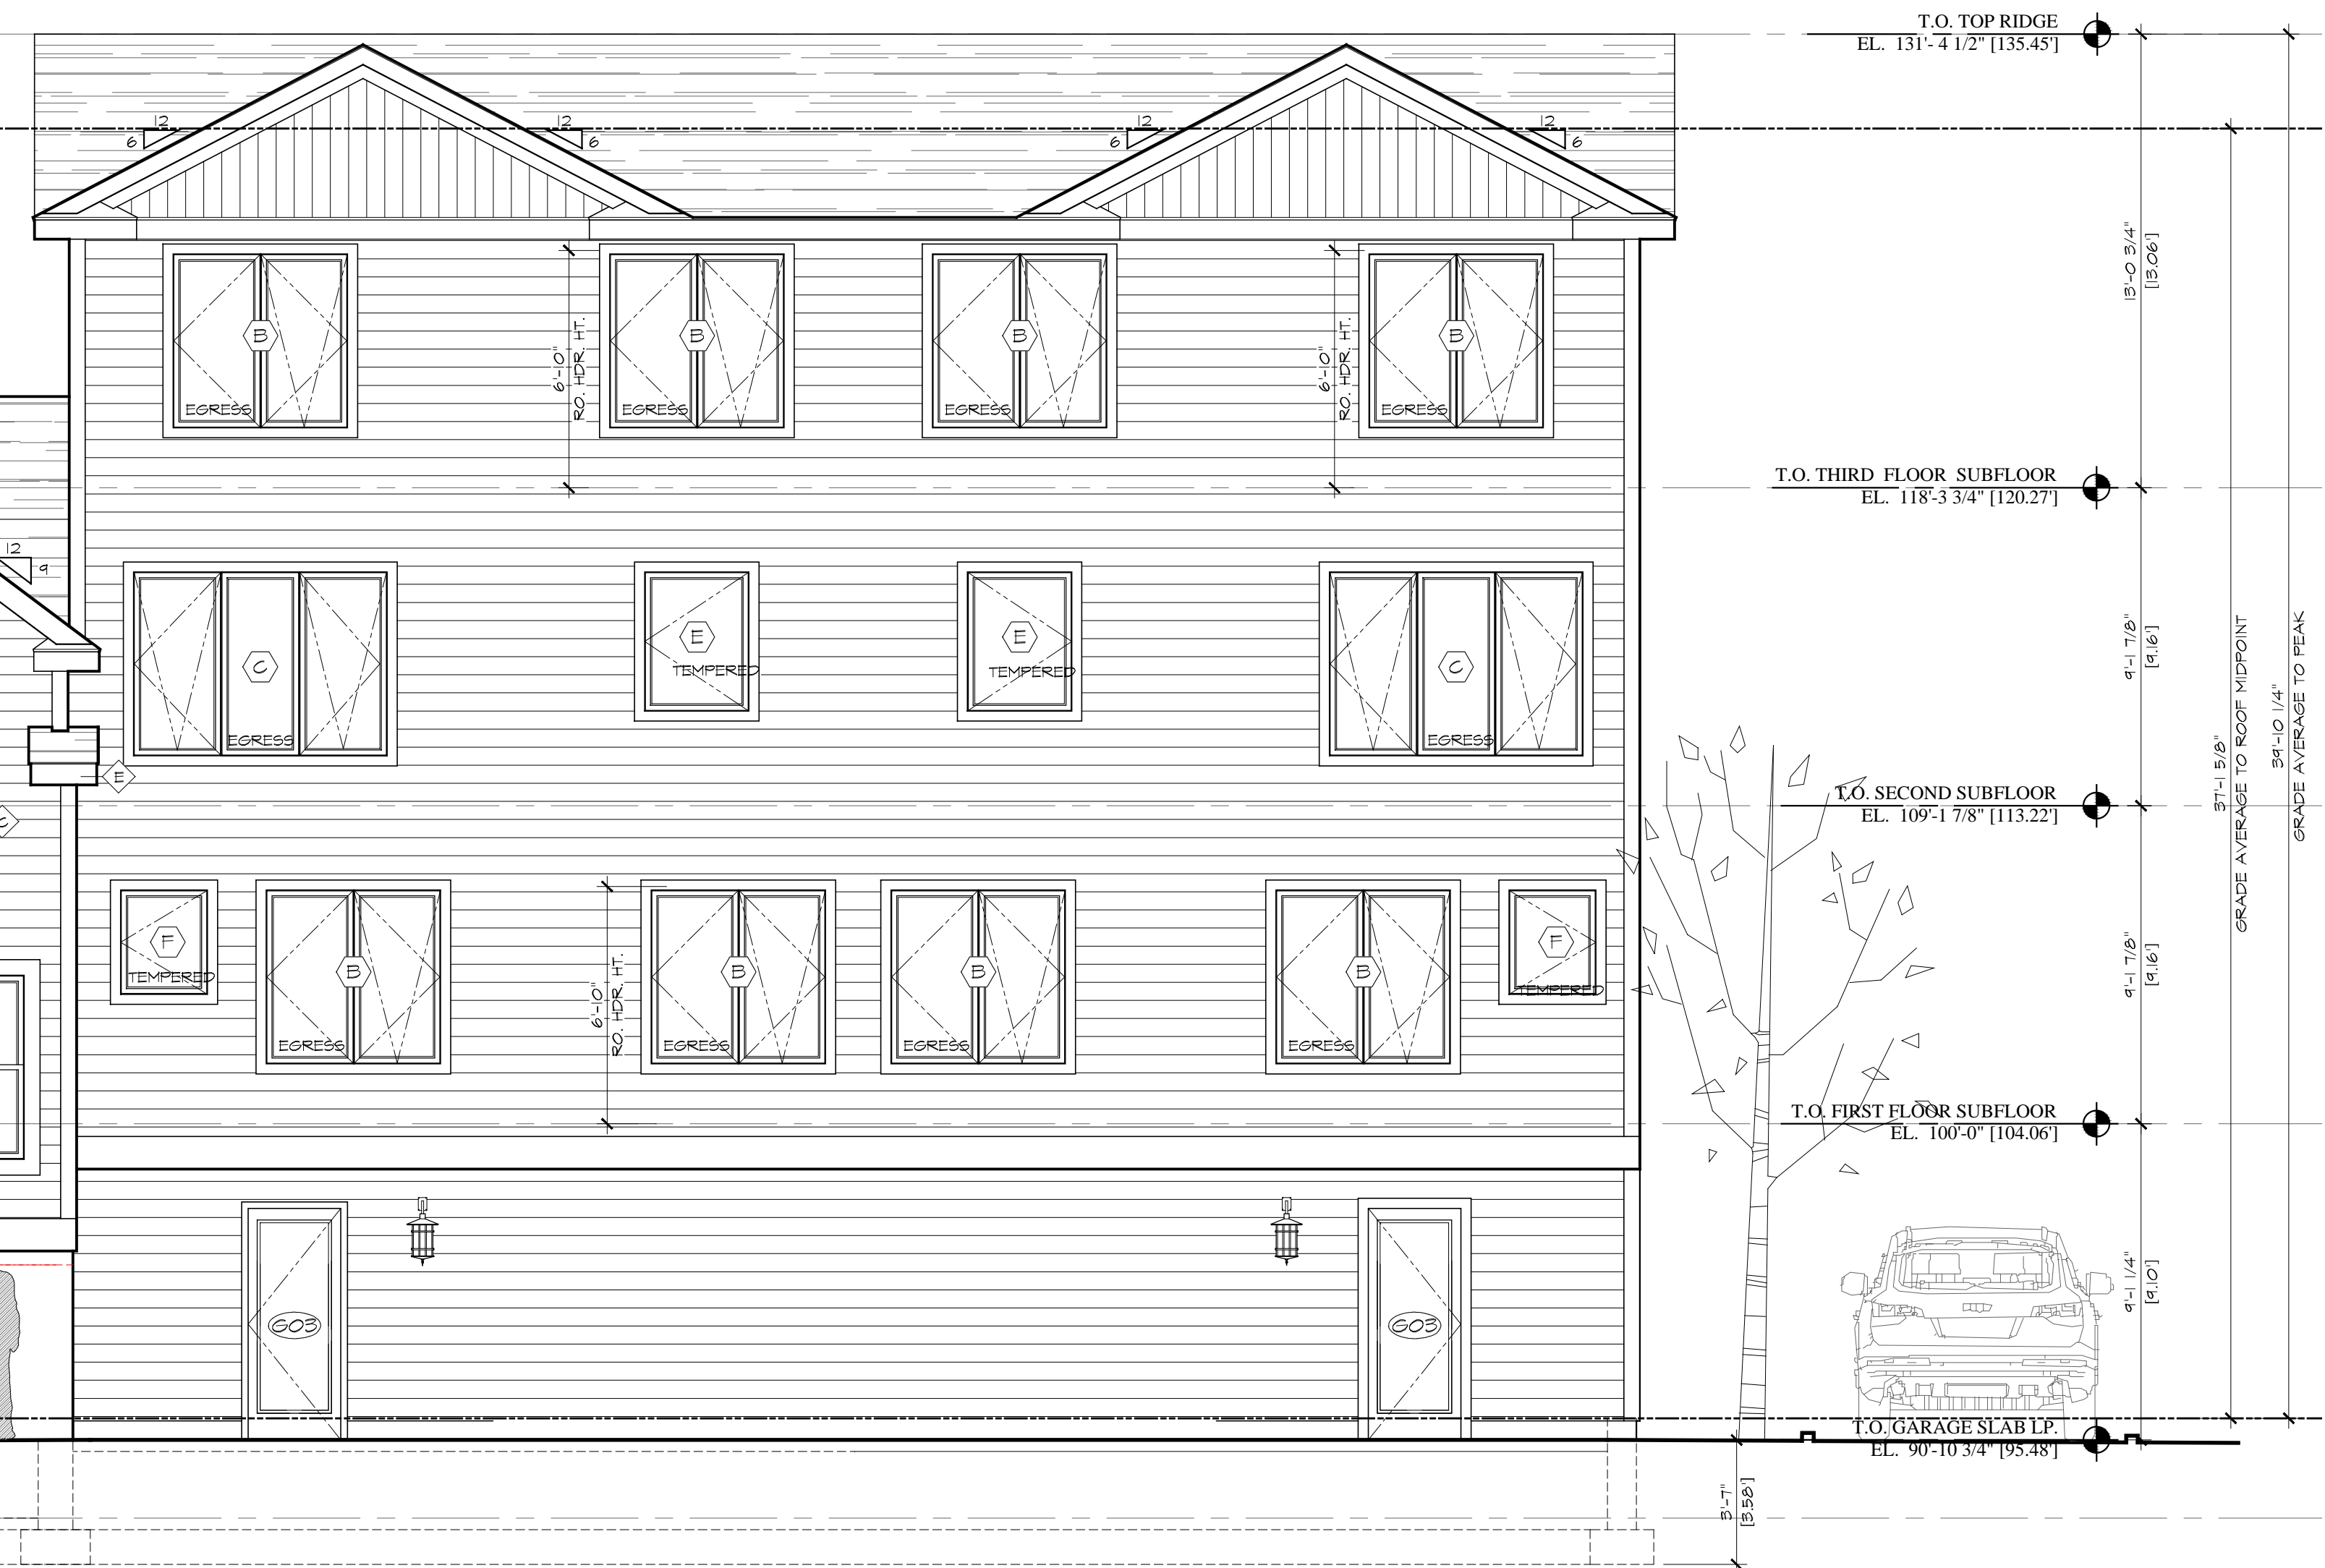 T.O. TOP RIDGE
EL. 131'- 4 1/2" [135.45']
12
6
12
6
12
6
12
6
13'-0 3/4"
[13.06']
B
EGRESS
6'-0"
RO. HDR. HT.
B
EGRESS
B
EGRESS
6'-0"
RO. HDR. HT.
B
EGRESS
T.O. THIRD FLOOR SUBFLOOR
EL. 118'-3 3/4" [120.27']
12
9
C
EGRESS
E
TEMPERED
E
TEMPERED
C
EGRESS
9'-1 7/8"
[9.16']
37'-1 5/8"
GRADE AVERAGE TO ROOF MIDPOINT
39'-10 1/4"
GRADE AVERAGE TO PEAK
E
C
T.O. SECOND SUBFLOOR
EL. 109'-1 7/8" [113.22']
F
TEMPERED
B
EGRESS
6'-10"
RO. HDR. HT.
B
EGRESS
B
EGRESS
B
EGRESS
F
TEMPERED
9'-1 7/8"
[9.16']
T.O. FIRST FLOOR SUBFLOOR
EL. 100'-0" [104.06']
G03
G03
9'-1 1/4"
[9.10']
T.O. GARAGE SLAB LP.
EL. 90'-10 3/4" [95.48']
3'-7"
[3.58']